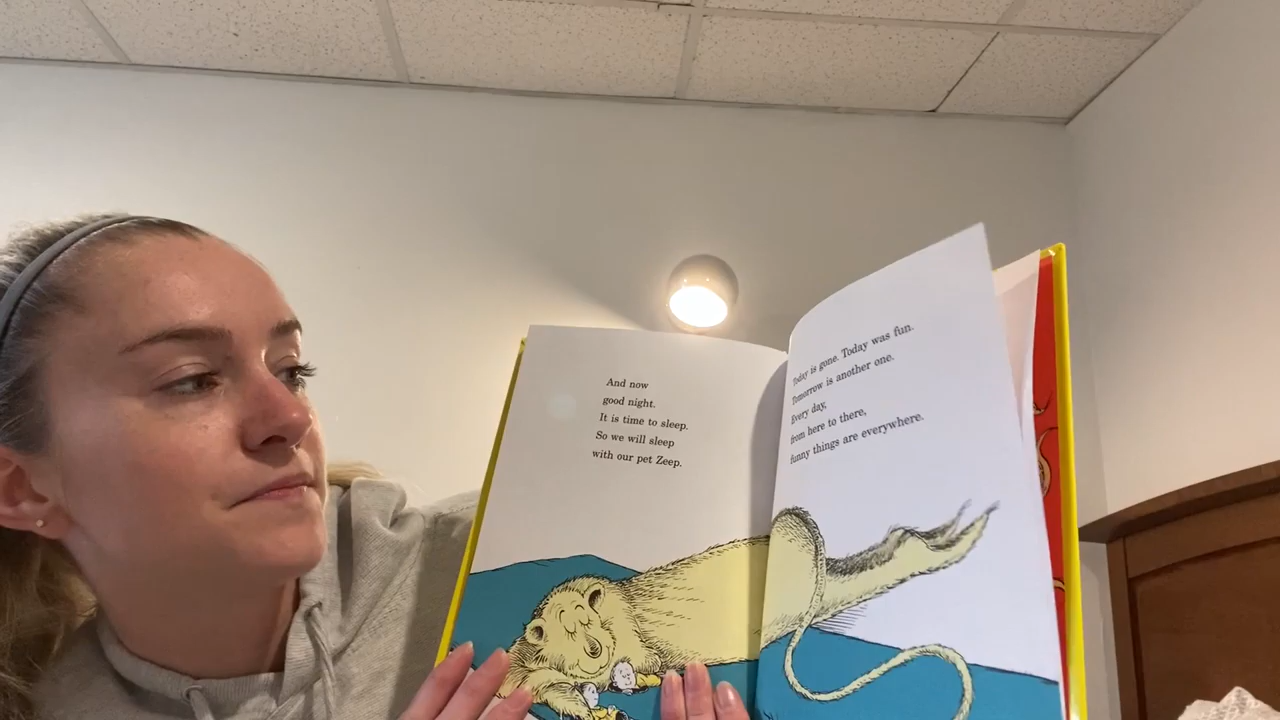 And now
good night.
It is time to sleep.
So we will sleep
with our pet Zeep.
Today is gone. Today was fun.
Tomorrow is another one.
Every day,
from here to there,
funny things are everywhere.